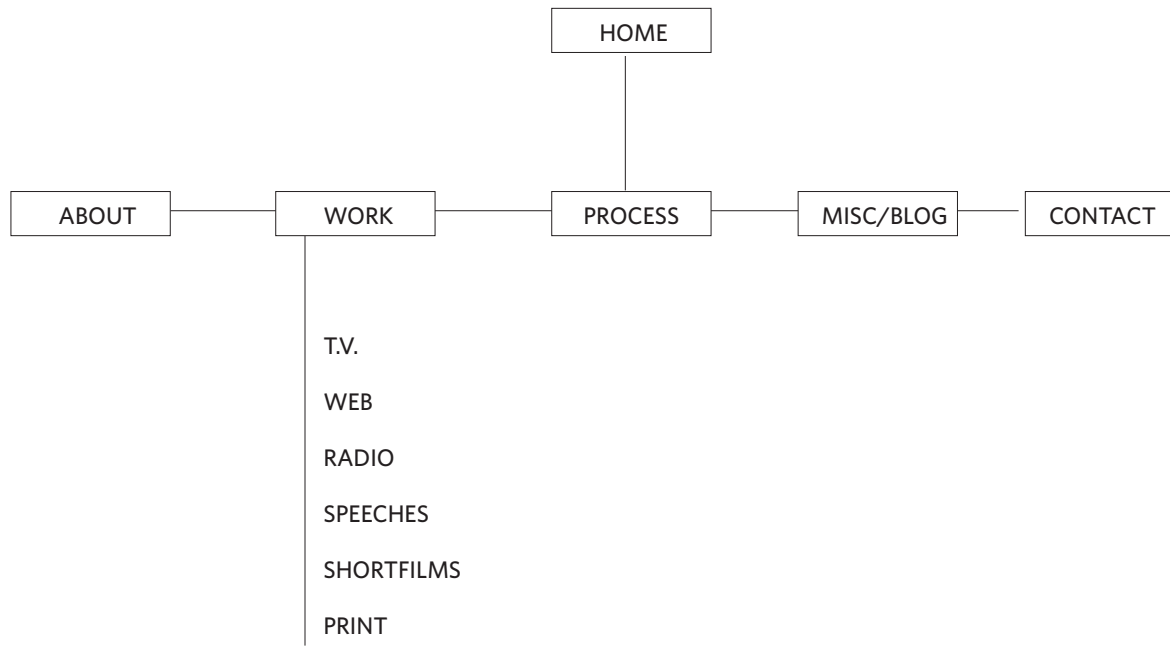 HOME
ABOUT WORK PROCESS MISC/BLOG CONTACT
T.V.
WEB
RADIO
SPEECHES
SHORTFILMS
PRINT